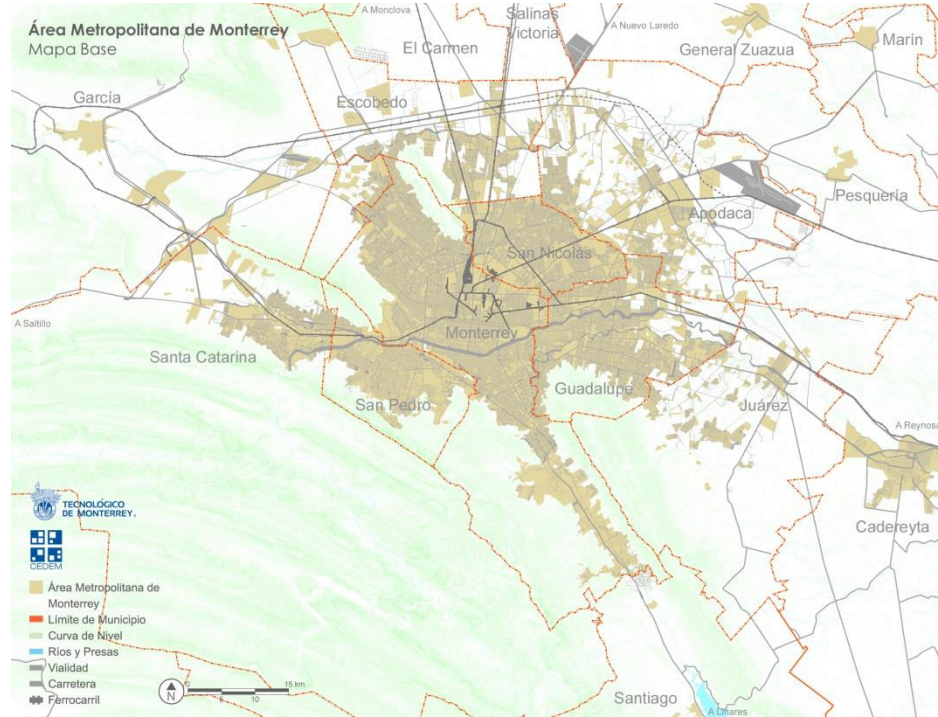 Área Metropolitana de Monterrey
Mapa Base
A Monclova
Salinas
Victoria
A Nuevo Laredo
El Carmen
General Zuazua
Marín
García
Escobedo
Pesquería
Apodaca
San Nicolás
A Saltillo
Monterrey
Santa Catarina
Guadalupe
San Pedro
Juárez
A Reynosa
Cadereyta
TECNOLÓGICO
DE MONTERREY.
CEDEM
Área Metropolitana de
Monterrey
Límite de Municipio
Curva de Nivel
Ríos y Presas
Vialidad
Carretera
Ferrocarril
N
0 15 km
5 10
Santiago
A Linares